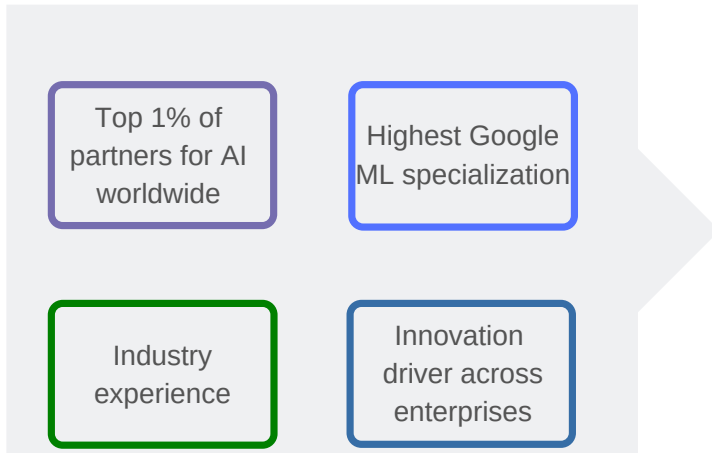 Top 1% of
partners for AI
worldwide
Highest Google
ML specialization
Industry
experience
Innovation
driver across
enterprises